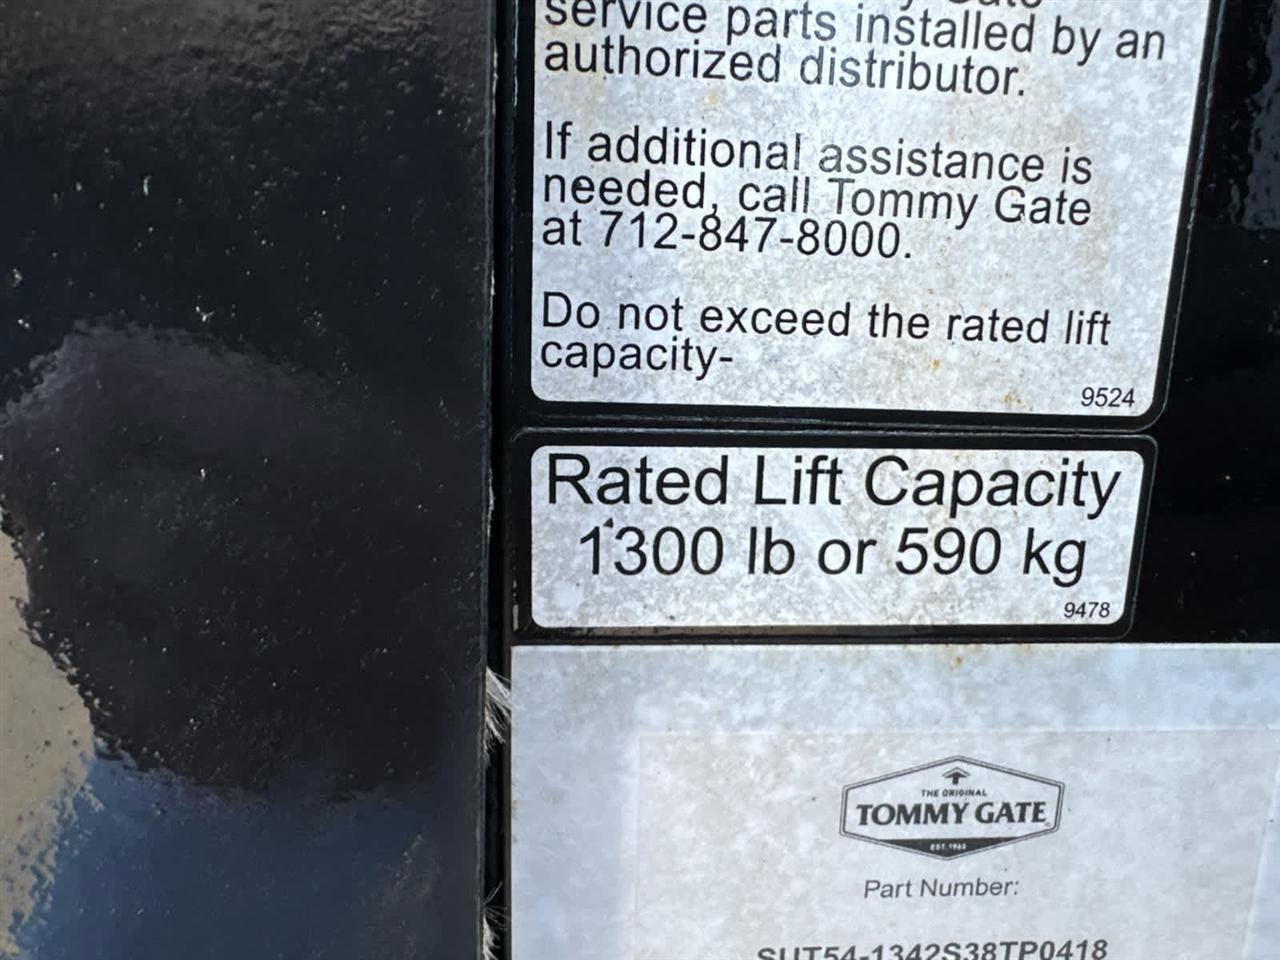 service parts installed by an
authorized distributor.
If additional assistance is
needed, call Tommy Gate
at 712-847-8000.
Do not exceed the rated lift
capacity-
9524
Rated Lift Capacity
1300 lb or 590 kg
9478
THE ORIGINAL
TOMMY GATE
EST. 1965
Part Number:
SUT54-1342S38TP0418